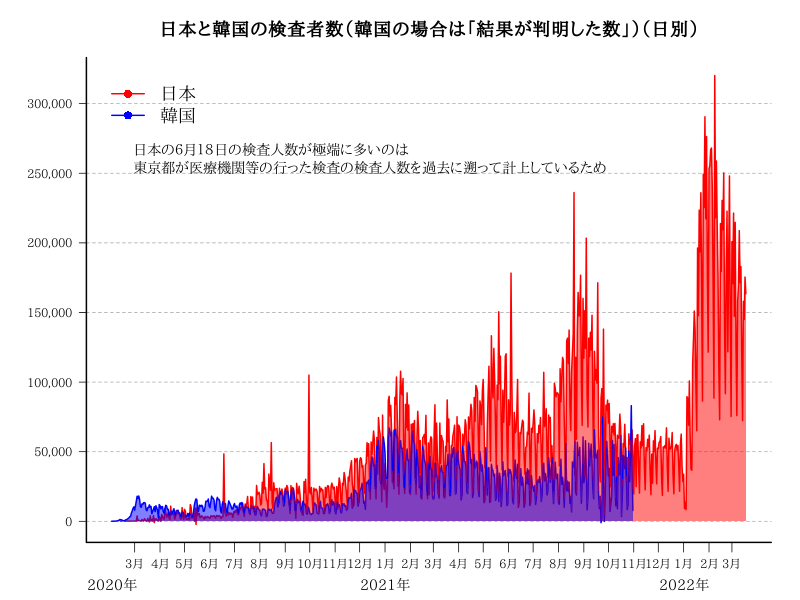 日本と韓国の検査者数（韓国の場合は「結果が判明した数」）（日別）
日本
韓国
日本の6月18日の検査人数が極端に多いのは
東京都が医療機関等の行った検査の検査人数を過去に遡って計上しているため
300,000
250,000
200,000
150,000
100,000
50,000
0
3月 4月 5月 6月 7月 8月 9月 10月 11月 12月 1月 2月 3月 4月 5月 6月 7月 8月 9月 10月 11月 12月 1月 2月 3月
2020年 2021年 2022年